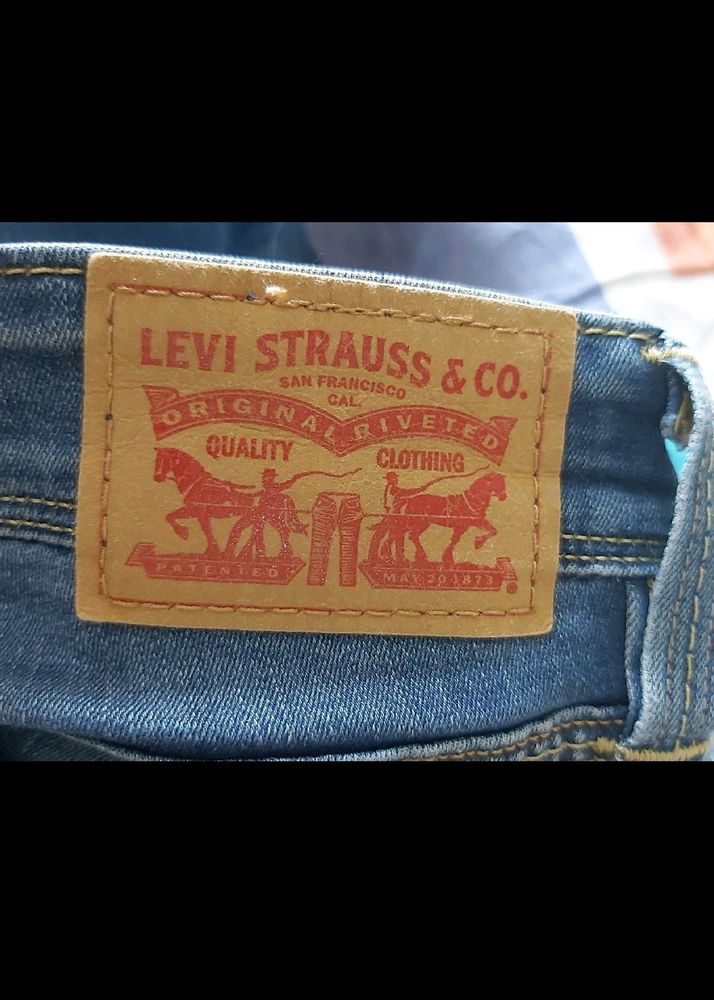 LEVI STRAUSS & CO.
SAN FRANCISCO
CAL.
ORIGINAL RIVETED
QUALITY CLOTHING
PATENTED MAY 20 1873 ®